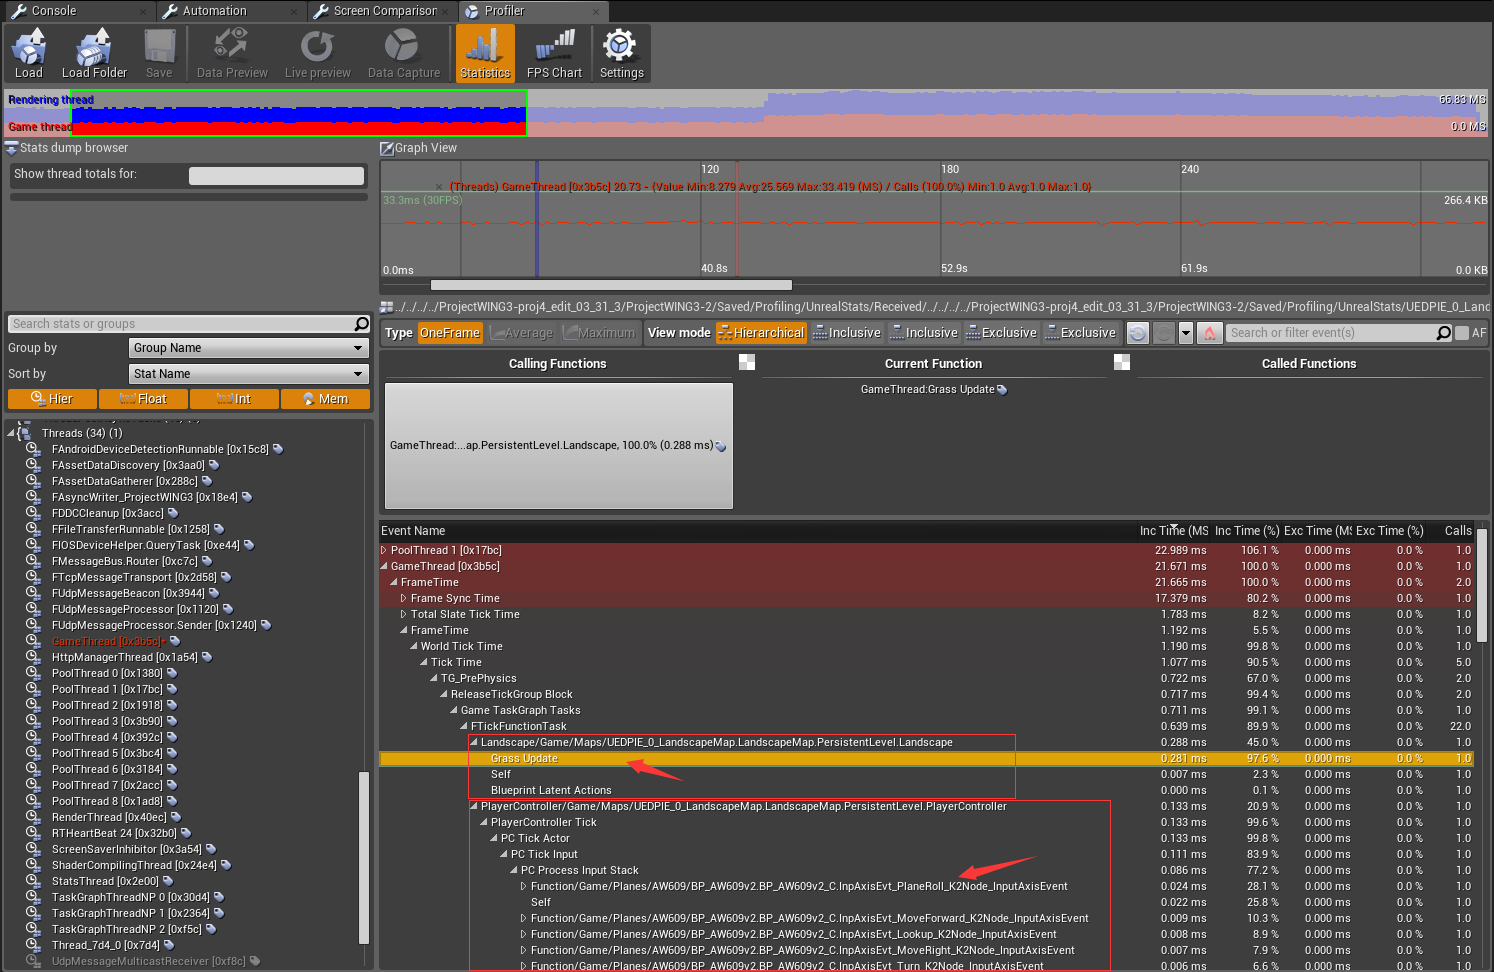 Console
Automation
Screen Comparison
Profiler
Load
Load Folder
Save
Data Preview
Live preview
Data Capture
Statistics
FPS Chart
Settings
Rendering thread
66.83 MS
Game thread
0.0 MS
Stats dump browser
Graph View
Show thread totals for:
120
180
240
(Threads) GameThread [0x3b5c] 20.73 - (Value Min:8.279 Avg:25.569 Max:33.419 (MS) / Calls (100.0%) Min:1.0 Avg:1.0 Max:1.0)
33.3ms (30FPS)
266.4 KB
0.0ms
40.8s
52.9s
61.9s
0.0 KB
../../../../ProjectWING3-proj4_edit_03_31_3/ProjectWING3-2/Saved/Profiling/UnrealStats/Received/../../../../ProjectWING3-proj4_edit_03_31_3/ProjectWING3-2/Saved/Profiling/UnrealStats/UEDPIE_0_Land
Search stats or groups
Type OneFrame Average Maximum View mode Hierarchical Inclusive Inclusive Exclusive Exclusive Search or filter event(s) AF
Group by Group Name
Sort by Stat Name
Hier Float Int Mem
Calling Functions
Current Function
Called Functions
GameThread:Grass Update
GameThread:...ap.PersistentLevel.Landscape, 100.0% (0.288 ms)
Threads (34) (1)
FAndroidDeviceDetectionRunnable [0x15c8]
FAssetDataDiscovery [0x3aa0]
FAssetDataGatherer [0x288c]
FAsyncWriter_ProjectWING3 [0x18e4]
FDDCCleanup [0x3acc]
FFileTransferRunnable [0x1258]
FIOSDeviceHelper.QueryTask [0xe44]
FMessageBus.Router [0xc7c]
FTcpMessageTransport [0x2d58]
FUdpMessageBeacon [0x3944]
FUdpMessageProcessor [0x1120]
FUdpMessageProcessor.Sender [0x1240]
GameThread [0x3b5c]*
HttpManagerThread [0x1a54]
PoolThread 0 [0x1380]
PoolThread 1 [0x17bc]
PoolThread 2 [0x1918]
PoolThread 3 [0x3b90]
PoolThread 4 [0x392c]
PoolThread 5 [0x3bc4]
PoolThread 6 [0x3184]
PoolThread 7 [0x2acc]
PoolThread 8 [0x1ad8]
RenderThread [0x40ec]
RTHeartBeat 24 [0x32b0]
ScreenSaverInhibitor [0x3a54]
ShaderCompilingThread [0x24e4]
StatsThread [0x2e00]
TaskGraphThreadNP 0 [0x30d4]
TaskGraphThreadNP 1 [0x2364]
TaskGraphThreadNP 2 [0xf5c]
Thread_7d4_0 [0x7d4]
UdpMessageMulticastReceiver [0xf8c]
Event Name Inc Time (MS Inc Time (%) Exc Time (MS Exc Time (%) Calls
PoolThread 1 [0x17bc] 22.989 ms 106.1 % 0.000 ms 0.0 % 1.0
GameThread [0x3b5c] 21.671 ms 100.0 % 0.000 ms 0.0 % 1.0
FrameTime 21.665 ms 100.0 % 0.000 ms 0.0 % 2.0
Frame Sync Time 17.379 ms 80.2 % 0.000 ms 0.0 % 1.0
Total Slate Tick Time 1.783 ms 8.2 % 0.000 ms 0.0 % 1.0
FrameTime 1.192 ms 5.5 % 0.000 ms 0.0 % 1.0
World Tick Time 1.190 ms 99.8 % 0.000 ms 0.0 % 1.0
Tick Time 1.077 ms 90.5 % 0.000 ms 0.0 % 5.0
TG_PrePhysics 0.722 ms 67.0 % 0.000 ms 0.0 % 2.0
ReleaseTickGroup Block 0.717 ms 99.4 % 0.000 ms 0.0 % 2.0
Game TaskGraph Tasks 0.711 ms 99.1 % 0.000 ms 0.0 % 1.0
FTickFunctionTask 0.639 ms 89.9 % 0.000 ms 0.0 % 22.0
Landscape/Game/Maps/UEDPIE_0_LandscapeMap.LandscapeMap.PersistentLevel.Landscape 0.288 ms 45.0 % 0.000 ms 0.0 % 1.0
Grass Update 0.281 ms 97.6 % 0.000 ms 0.0 % 1.0
Self 0.007 ms 2.3 % 0.000 ms 0.0 % 1.0
Blueprint Latent Actions 0.000 ms 0.1 % 0.000 ms 0.0 % 1.0
PlayerController/Game/Maps/UEDPIE_0_LandscapeMap.LandscapeMap.PersistentLevel.PlayerController 0.133 ms 20.9 % 0.000 ms 0.0 % 1.0
PlayerController Tick 0.133 ms 99.6 % 0.000 ms 0.0 % 1.0
PC Tick Actor 0.133 ms 99.8 % 0.000 ms 0.0 % 1.0
PC Tick Input 0.111 ms 83.9 % 0.000 ms 0.0 % 1.0
PC Process Input Stack 0.086 ms 77.2 % 0.000 ms 0.0 % 1.0
Function/Game/Planes/AW609/BP_AW609v2.BP_AW609v2_C.InpAxisEvt_PlaneRoll_K2Node_InputAxisEvent 0.024 ms 28.1 % 0.000 ms 0.0 % 1.0
Self 0.022 ms 25.8 % 0.000 ms 0.0 % 1.0
Function/Game/Planes/AW609/BP_AW609v2.BP_AW609v2_C.InpAxisEvt_MoveForward_K2Node_InputAxisEvent 0.009 ms 10.3 % 0.000 ms 0.0 % 1.0
Function/Game/Planes/AW609/BP_AW609v2.BP_AW609v2_C.InpAxisEvt_Lookup_K2Node_InputAxisEvent 0.008 ms 8.9 % 0.000 ms 0.0 % 1.0
Function/Game/Planes/AW609/BP_AW609v2.BP_AW609v2_C.InpAxisEvt_MoveRight_K2Node_InputAxisEvent 0.007 ms 7.9 % 0.000 ms 0.0 % 1.0
Function/Game/Planes/AW609/BP_AW609v2.BP_AW609v2_C.InpAxisEvt_Turn_K2Node_InputAxisEvent 0.006 ms 6.6 % 0.000 ms 0.0 % 1.0